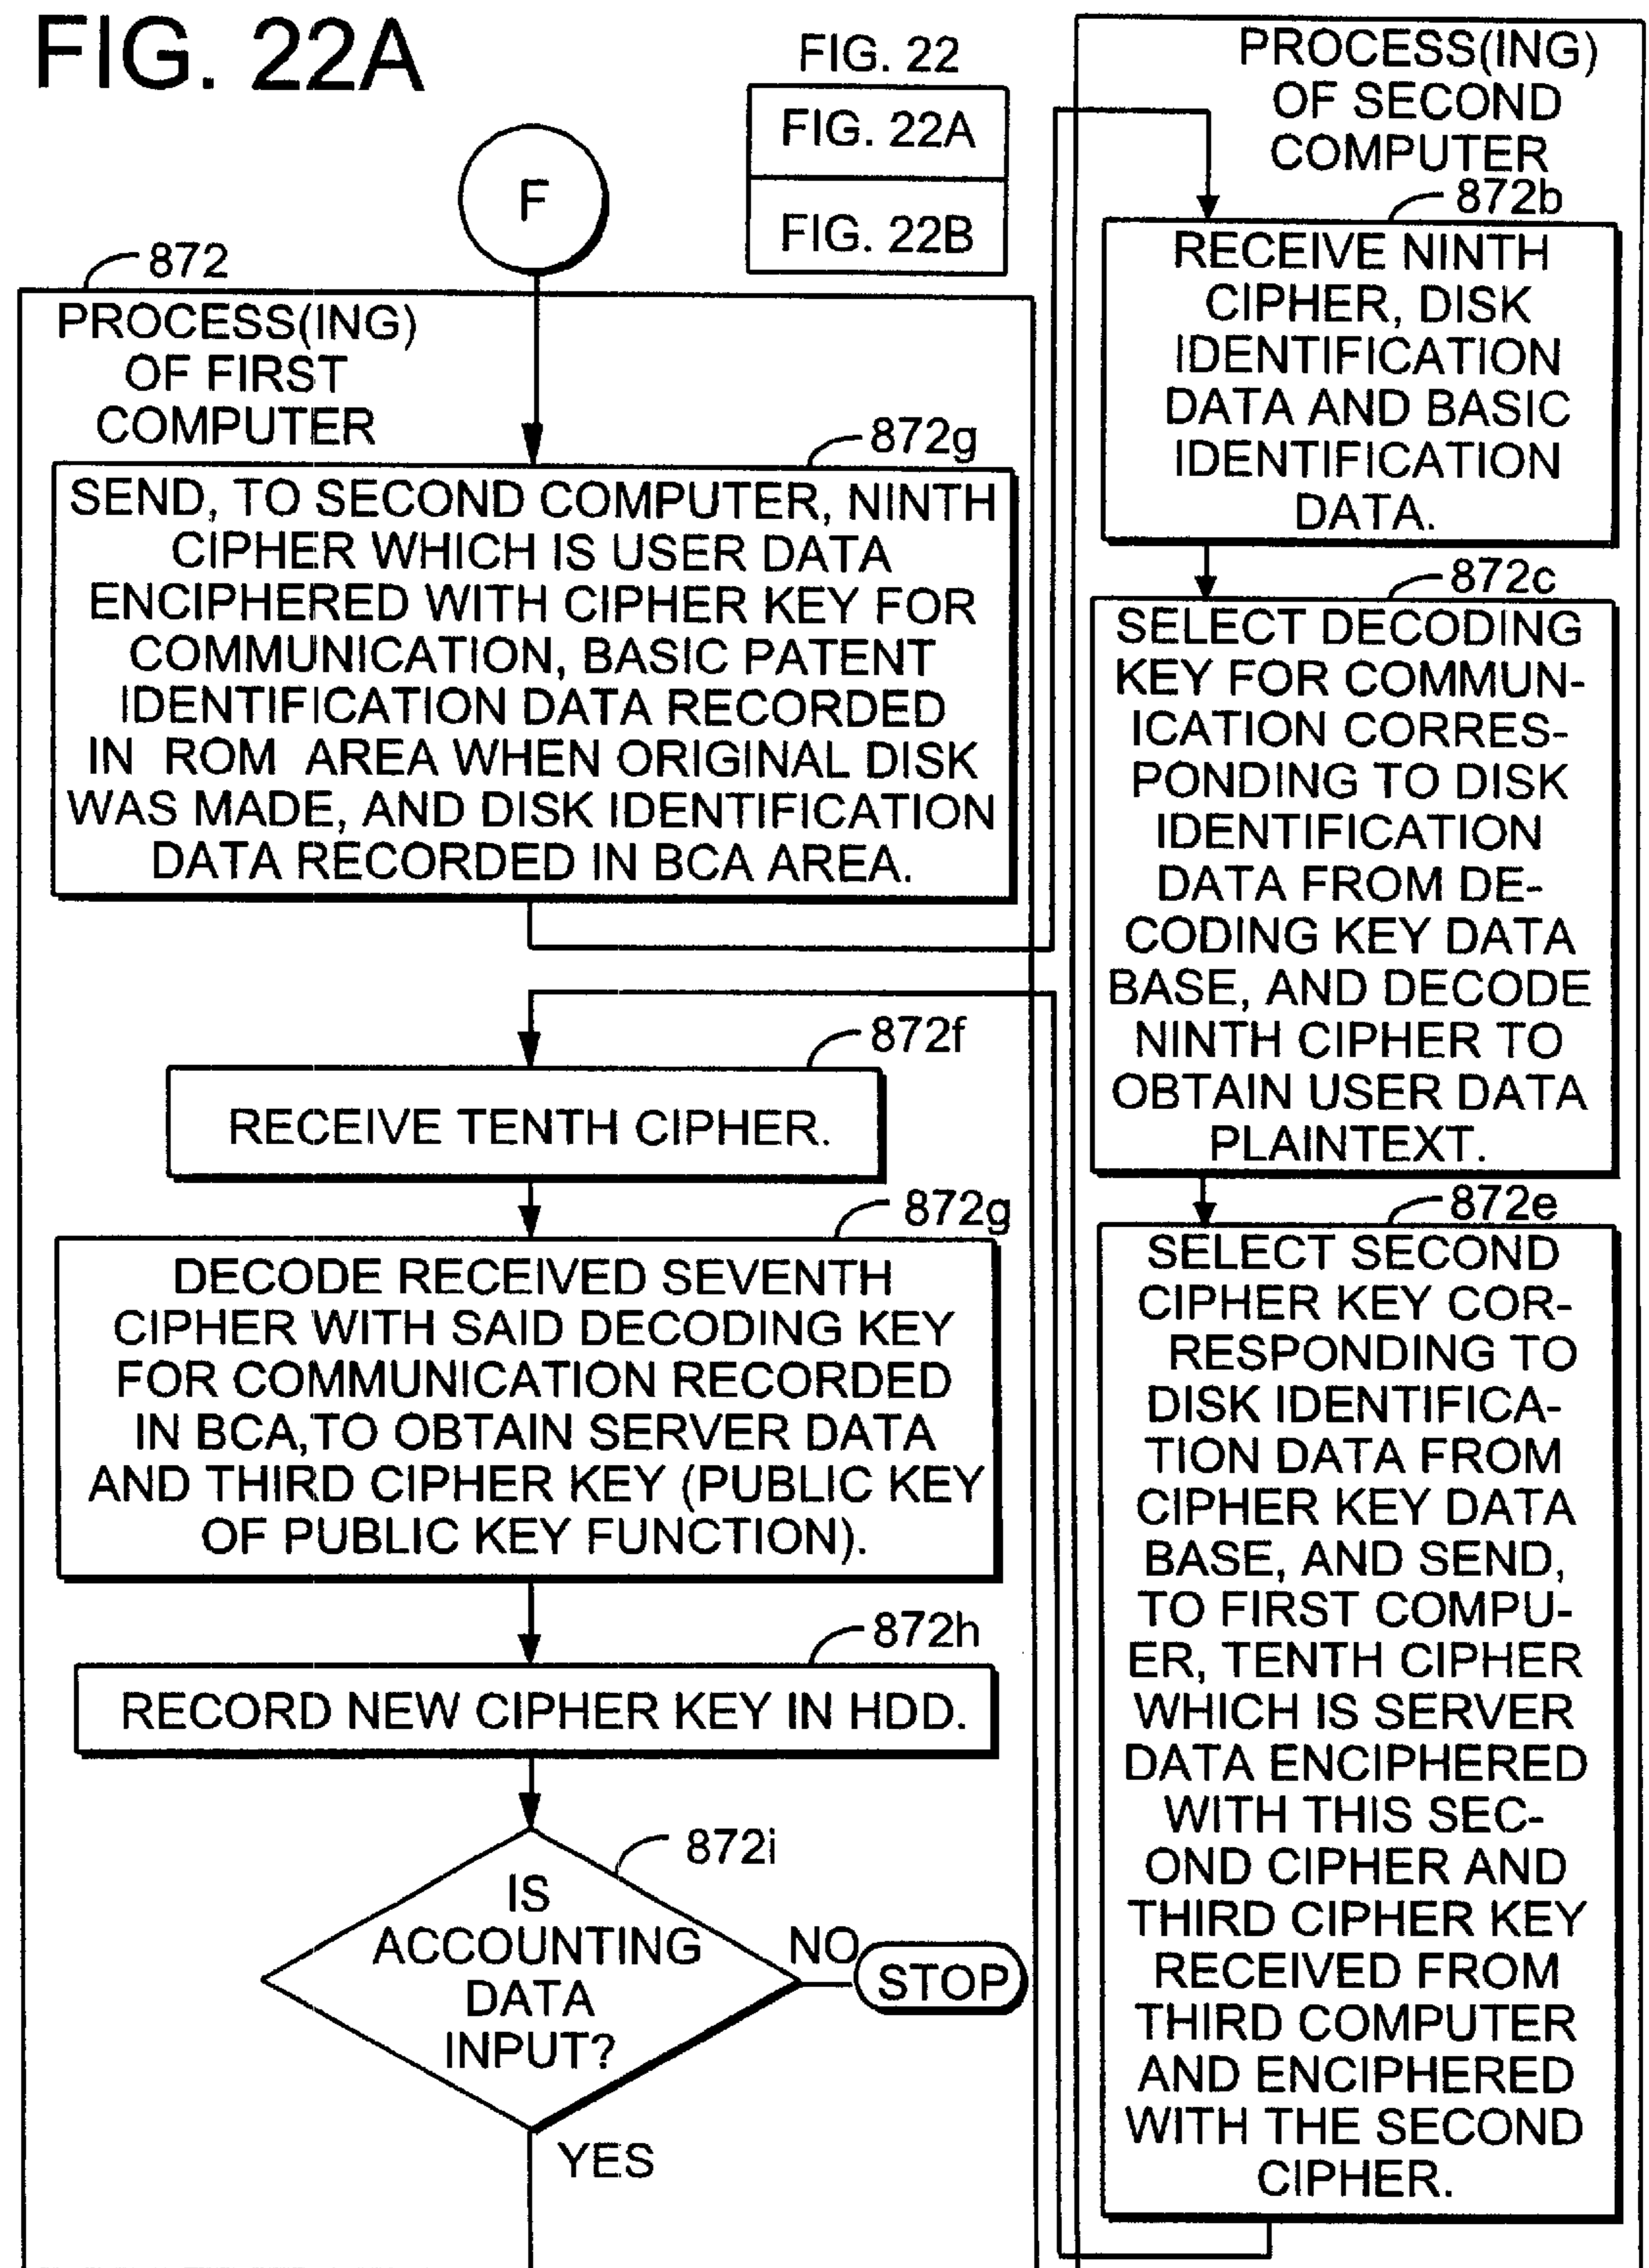 FIG. 22A
FIG. 22
FIG. 22A
FIG. 22B
F
872
PROCESS(ING)
OF FIRST
COMPUTER
872g
SEND, TO SECOND COMPUTER, NINTH
CIPHER WHICH IS USER DATA
ENCIPHERED WITH CIPHER KEY FOR
COMMUNICATION, BASIC PATENT
IDENTIFICATION DATA RECORDED
IN ROM AREA WHEN ORIGINAL DISK
WAS MADE, AND DISK IDENTIFICATION
DATA RECORDED IN BCA AREA.
872f
RECEIVE TENTH CIPHER.
872g
DECODE RECEIVED SEVENTH
CIPHER WITH SAID DECODING KEY
FOR COMMUNICATION RECORDED
IN BCA, TO OBTAIN SERVER DATA
AND THIRD CIPHER KEY (PUBLIC KEY
OF PUBLIC KEY FUNCTION).
872h
RECORD NEW CIPHER KEY IN HDD.
872i
IS
ACCOUNTING
DATA
INPUT?
NO
STOP
YES
PROCESS(ING)
OF SECOND
COMPUTER
872b
RECEIVE NINTH
CIPHER, DISK
IDENTIFICATION
DATA AND BASIC
IDENTIFICATION
DATA.
872c
SELECT DECODING
KEY FOR COMMUN-
ICATION CORRES-
PONDING TO DISK
IDENTIFICATION
DATA FROM DE-
CODING KEY DATA
BASE, AND DECODE
NINTH CIPHER TO
OBTAIN USER DATA
PLAINTEXT.
872e
SELECT SECOND
CIPHER KEY COR-
RESPONDING TO
DISK IDENTIFICA-
TION DATA FROM
CIPHER KEY DATA
BASE, AND SEND,
TO FIRST COMPU-
ER, TENTH CIPHER
WHICH IS SERVER
DATA ENCIPHERED
WITH THIS SEC-
OND CIPHER AND
THIRD CIPHER KEY
RECEIVED FROM
THIRD COMPUTER
AND ENCIPHERED
WITH THE SECOND
CIPHER.